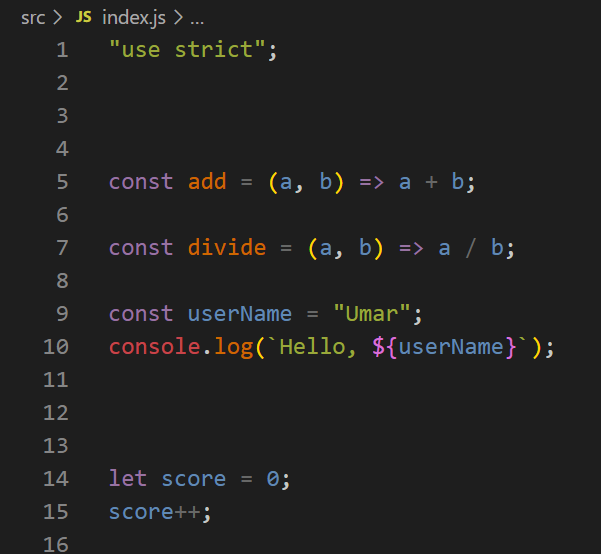 src > JS index.js > ...
1 "use strict";
2
3
4
5 const add = (a, b) => a + b;
6
7 const divide = (a, b) => a / b;
8
9 const userName = "Umar";
10 console.log(`Hello, ${userName}`);
11
12
13
14 let score = 0;
15 score++;
16